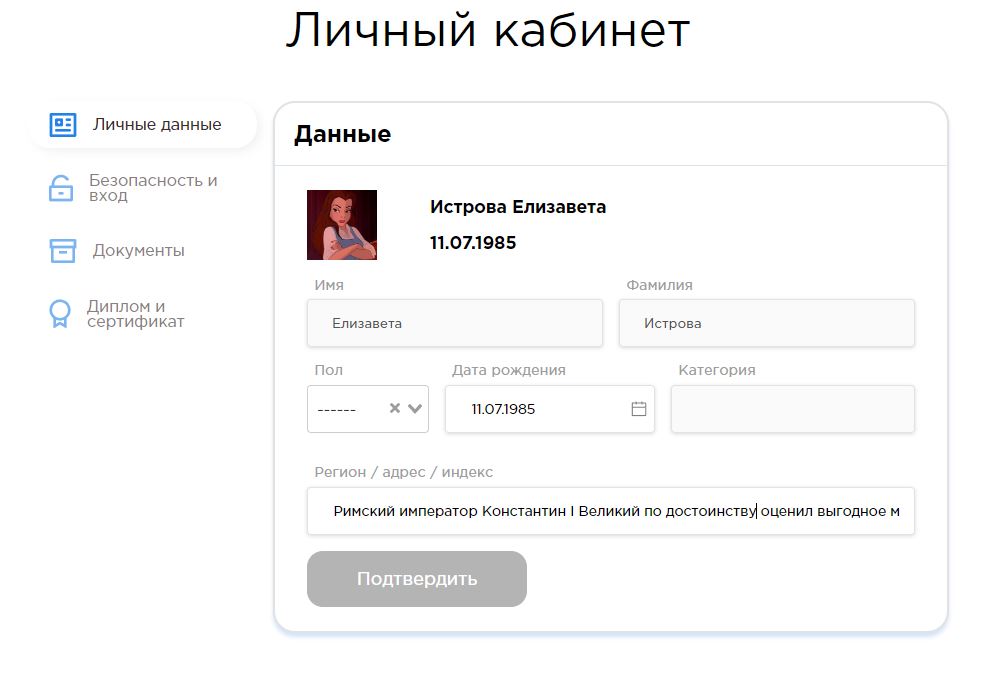 Личный кабинет
Личные данные
Безопасность и
вход
Документы
Диплом и
сертификат
Данные
Истрова Елизавета
11.07.1985
Имя
Фамилия
Елизавета
Истрова
Пол
Дата рождения
Категория
------
11.07.1985
Регион / адрес / индекс
Римский император Константин I Великий по достоинству оценил выгодное м
Подтвердить